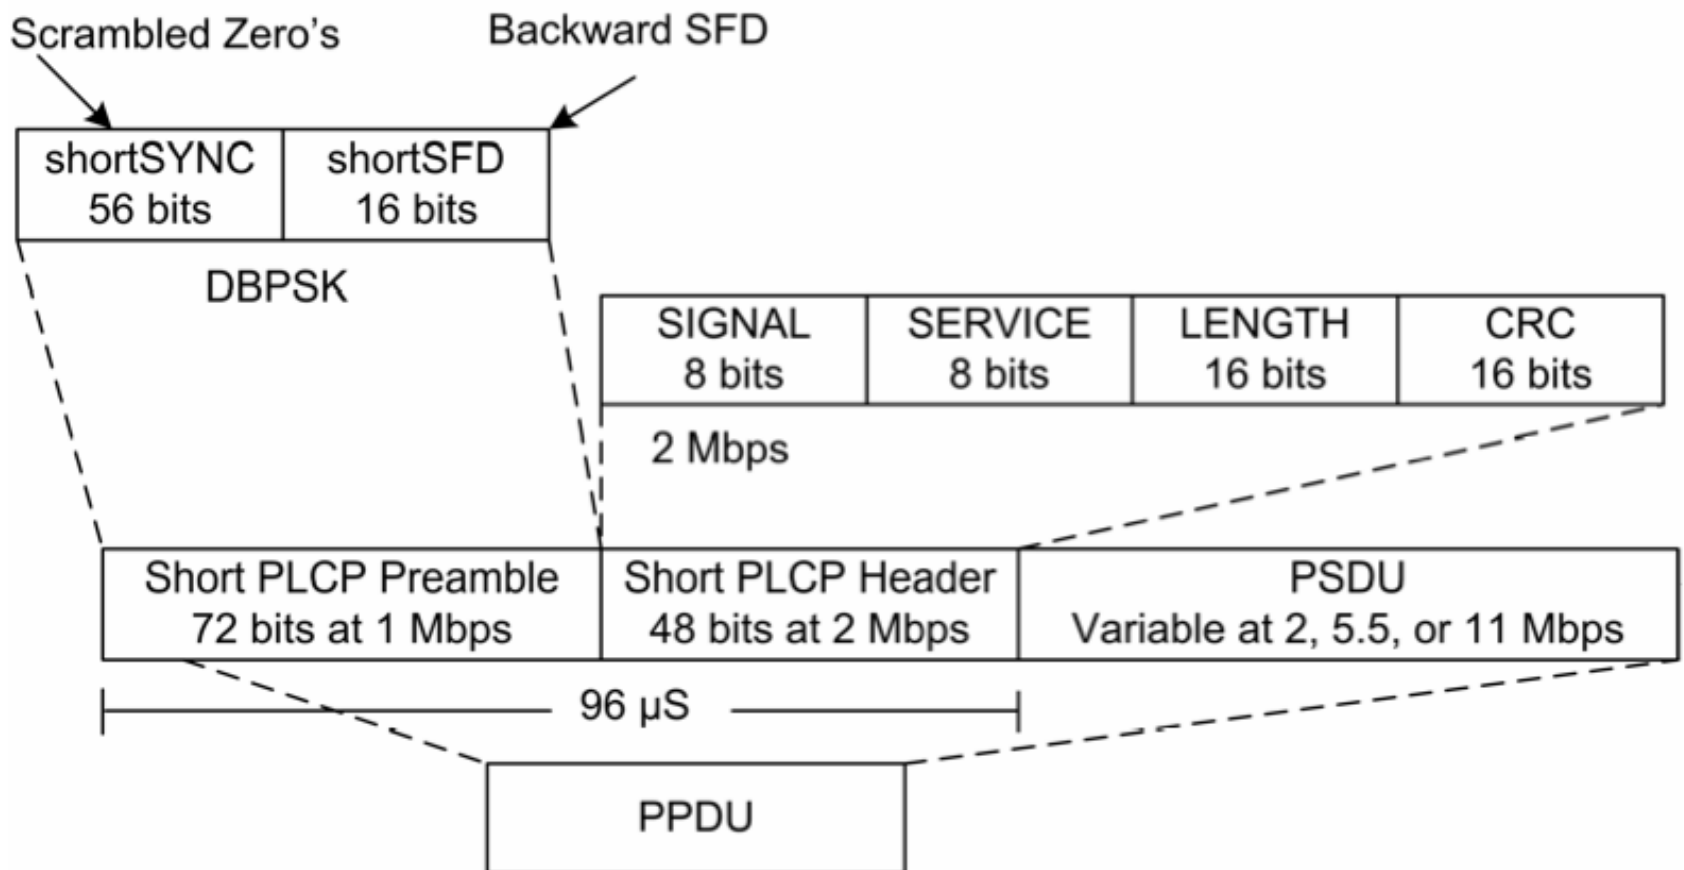 Scrambled Zero's
Backward SFD
shortSYNC
56 bits
shortSFD
16 bits
DBPSK
SIGNAL
8 bits
SERVICE
8 bits
LENGTH
16 bits
CRC
16 bits
2 Mbps
Short PLCP Preamble
72 bits at 1 Mbps
Short PLCP Header
48 bits at 2 Mbps
PSDU
Variable at 2, 5.5, or 11 Mbps
96 µS
PPDU